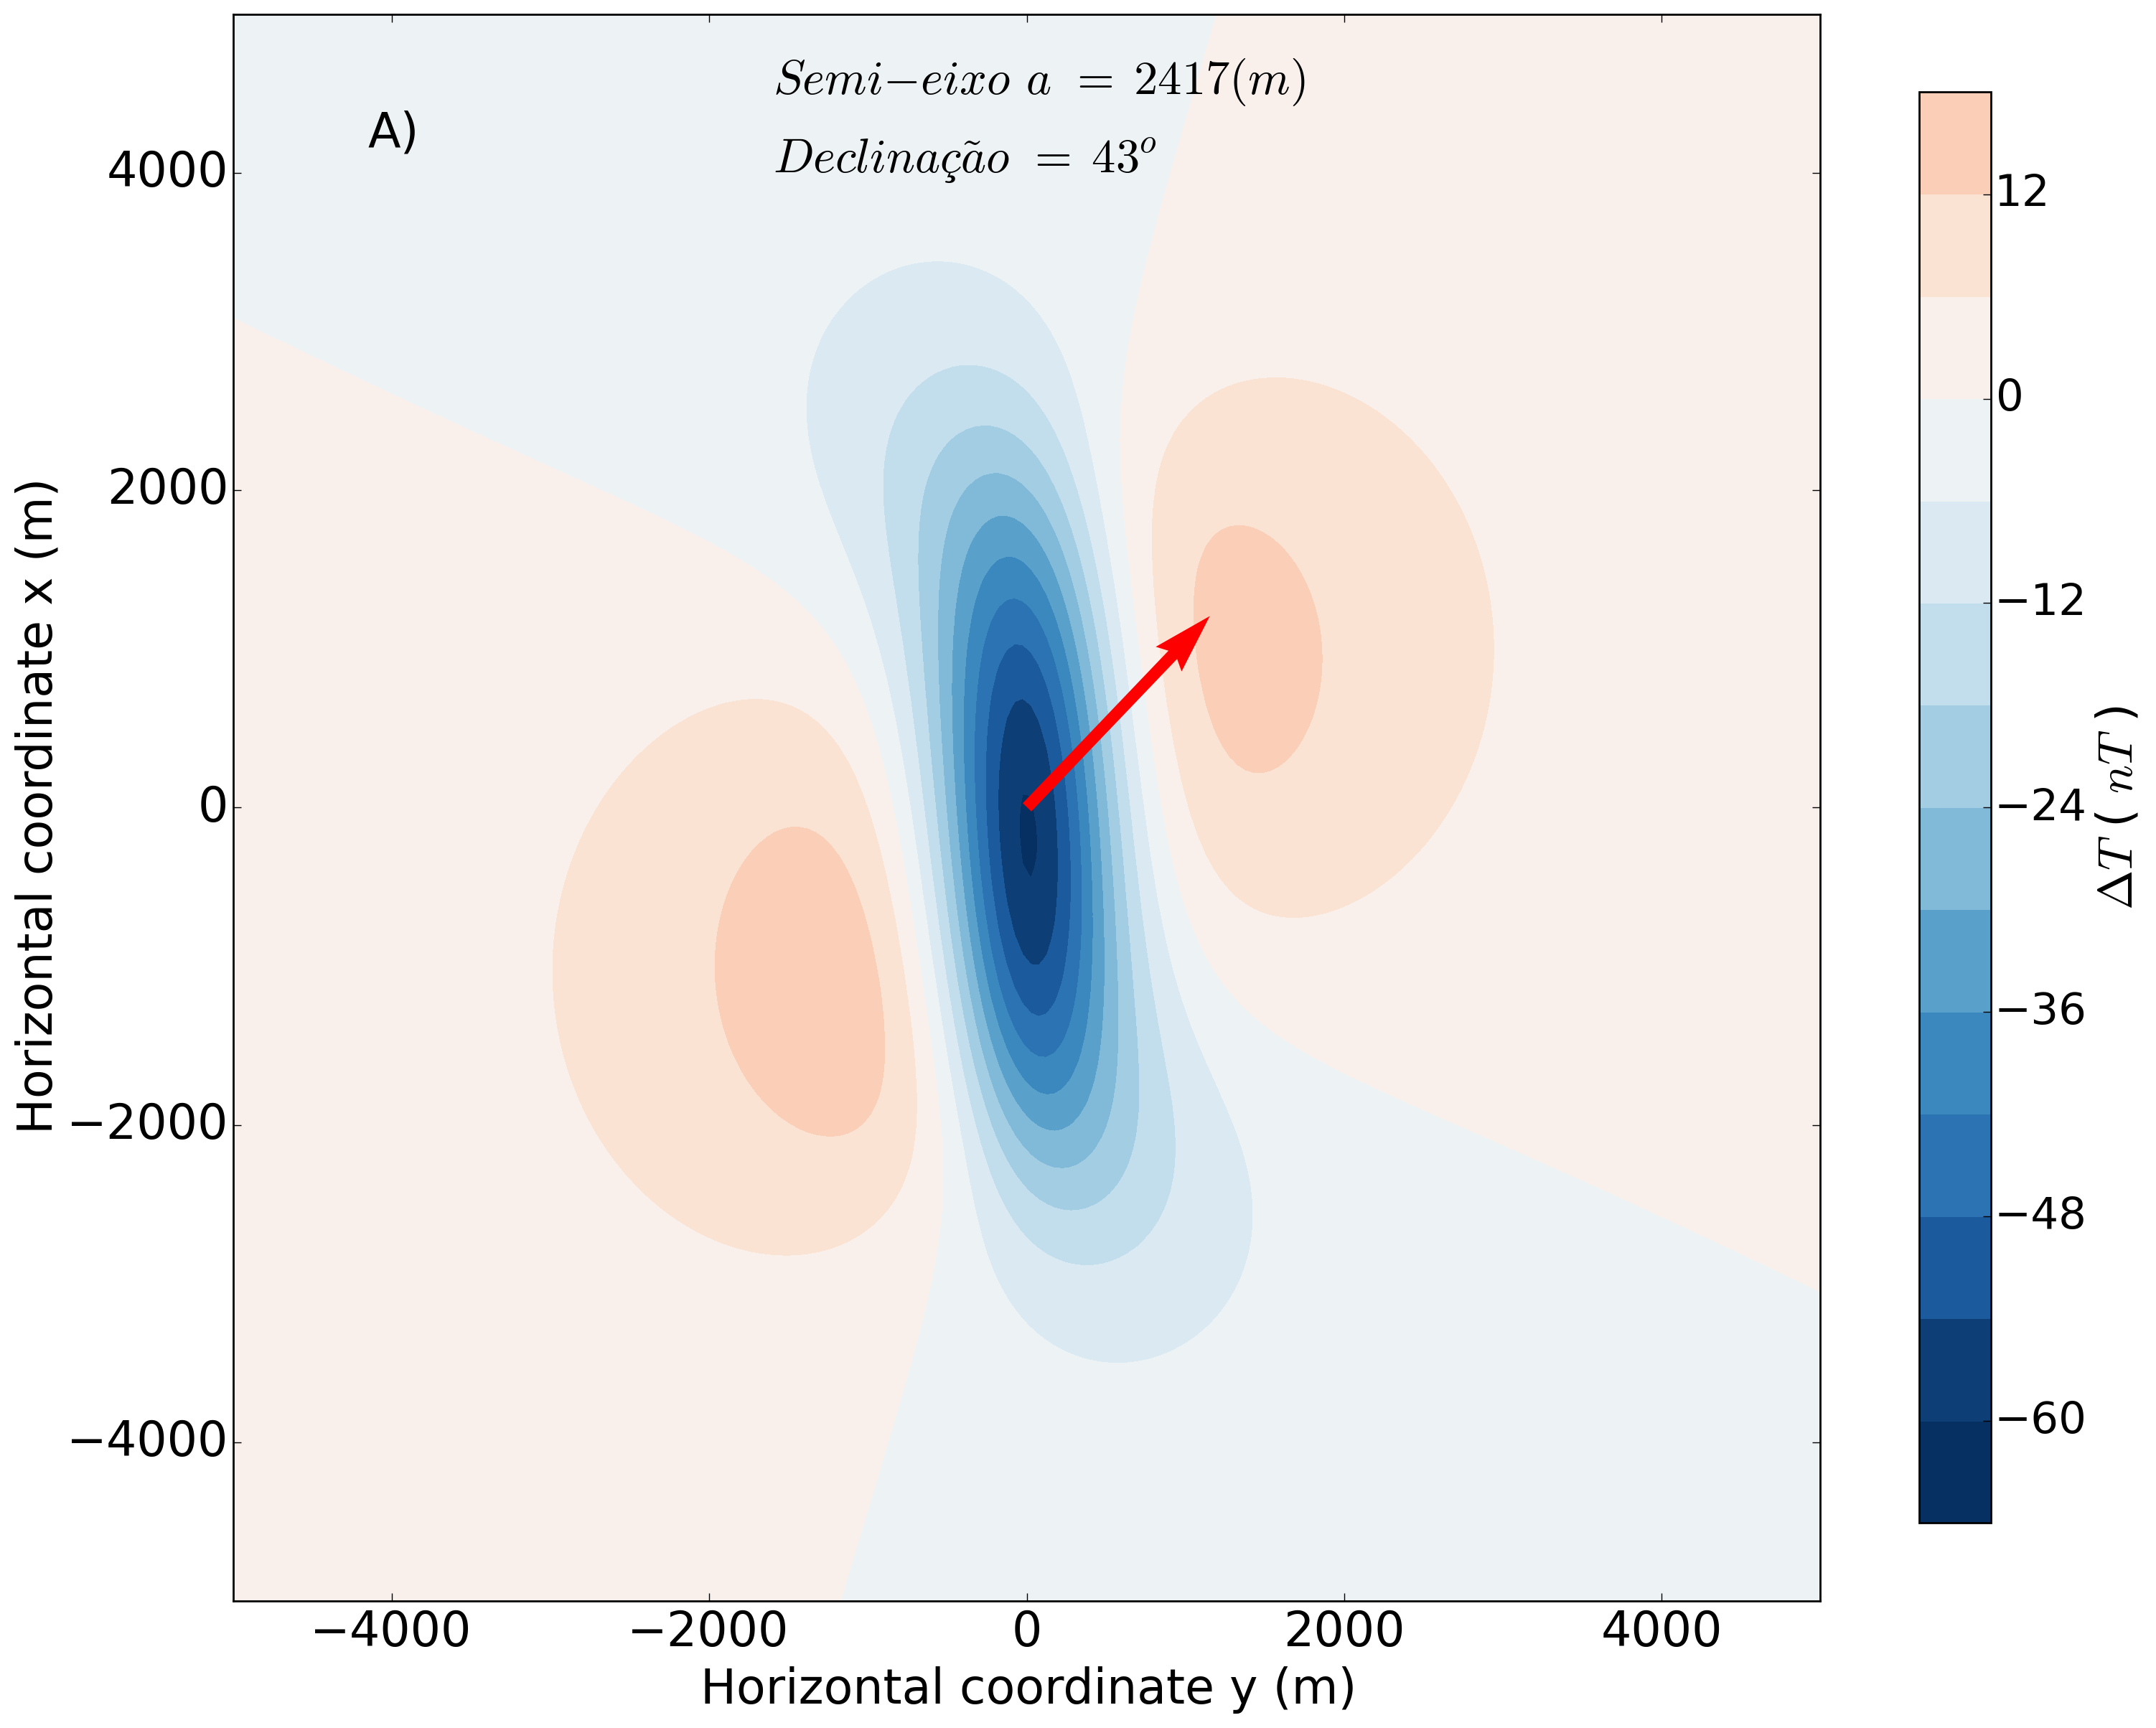 Semi−eixo a = 2417(m)
A)
Declinação = 43°
4000
2000
0
−2000
−4000
Horizontal coordinate x (m)
−4000 −2000 0 2000 4000
Horizontal coordinate y (m)
12
0
−12
−24
−36
−48
−60
ΔT ( nT )